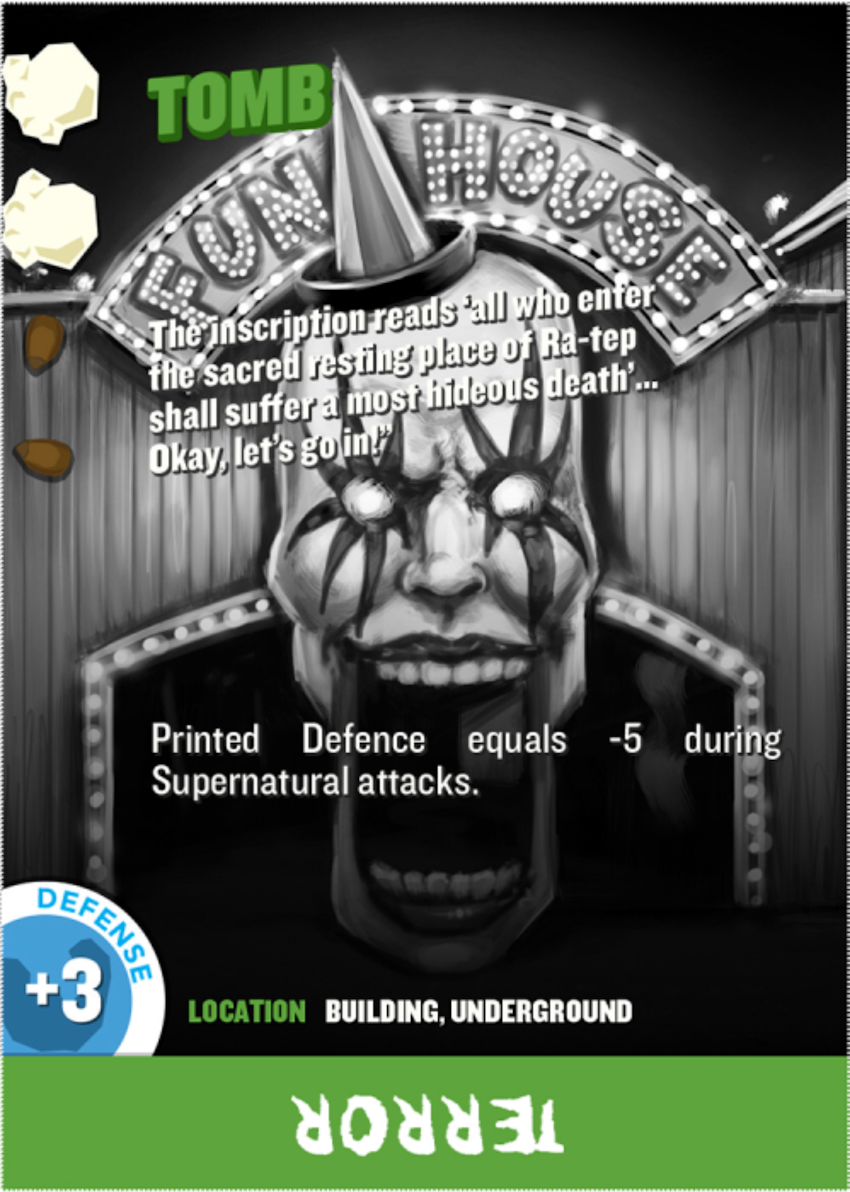 TOMB
FUN HOUSE
The inscription reads ‘all who enter
the sacred resting place of Ra-tep
shall suffer a most hideous death’...
Okay, let’s go in!”
Printed Defence equals -5 during
Supernatural attacks.
DEFENSE
+3
LOCATION BUILDING, UNDERGROUND
TERROR